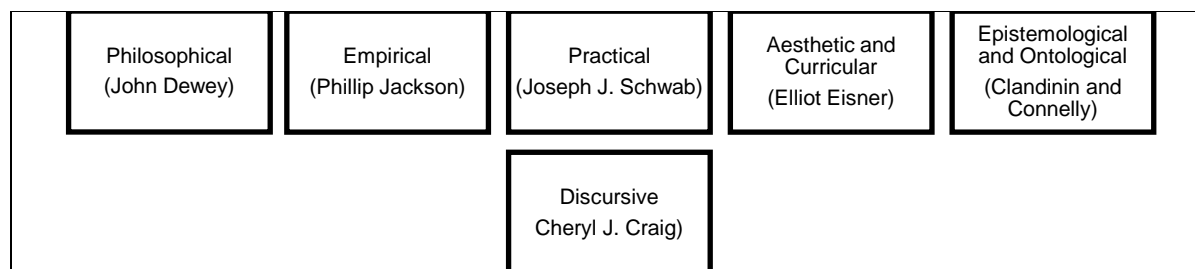 Philosophical
(John Dewey)
Empirical
(Phillip Jackson)
Practical
(Joseph J. Schwab)
Aesthetic and
Curricular
(Elliot Eisner)
Epistemological
and Ontological
(Clandinin and
Connelly)
Discursive
Cheryl J. Craig)